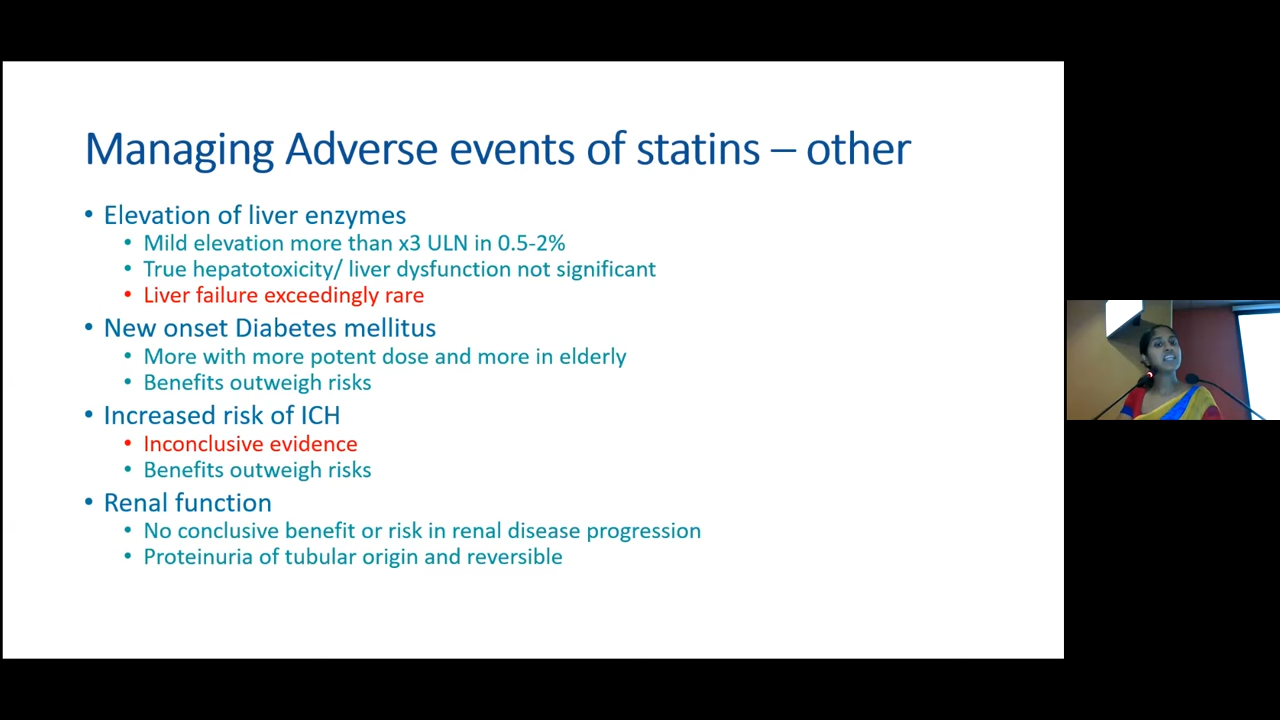 Managing Adverse events of statins – other
• Elevation of liver enzymes
• Mild elevation more than x3 ULN in 0.5-2%
• True hepatotoxicity/ liver dysfunction not significant
• Liver failure exceedingly rare
• New onset Diabetes mellitus
• More with more potent dose and more in elderly
• Benefits outweigh risks
• Increased risk of ICH
• Inconclusive evidence
• Benefits outweigh risks
• Renal function
• No conclusive benefit or risk in renal disease progression
• Proteinuria of tubular origin and reversible